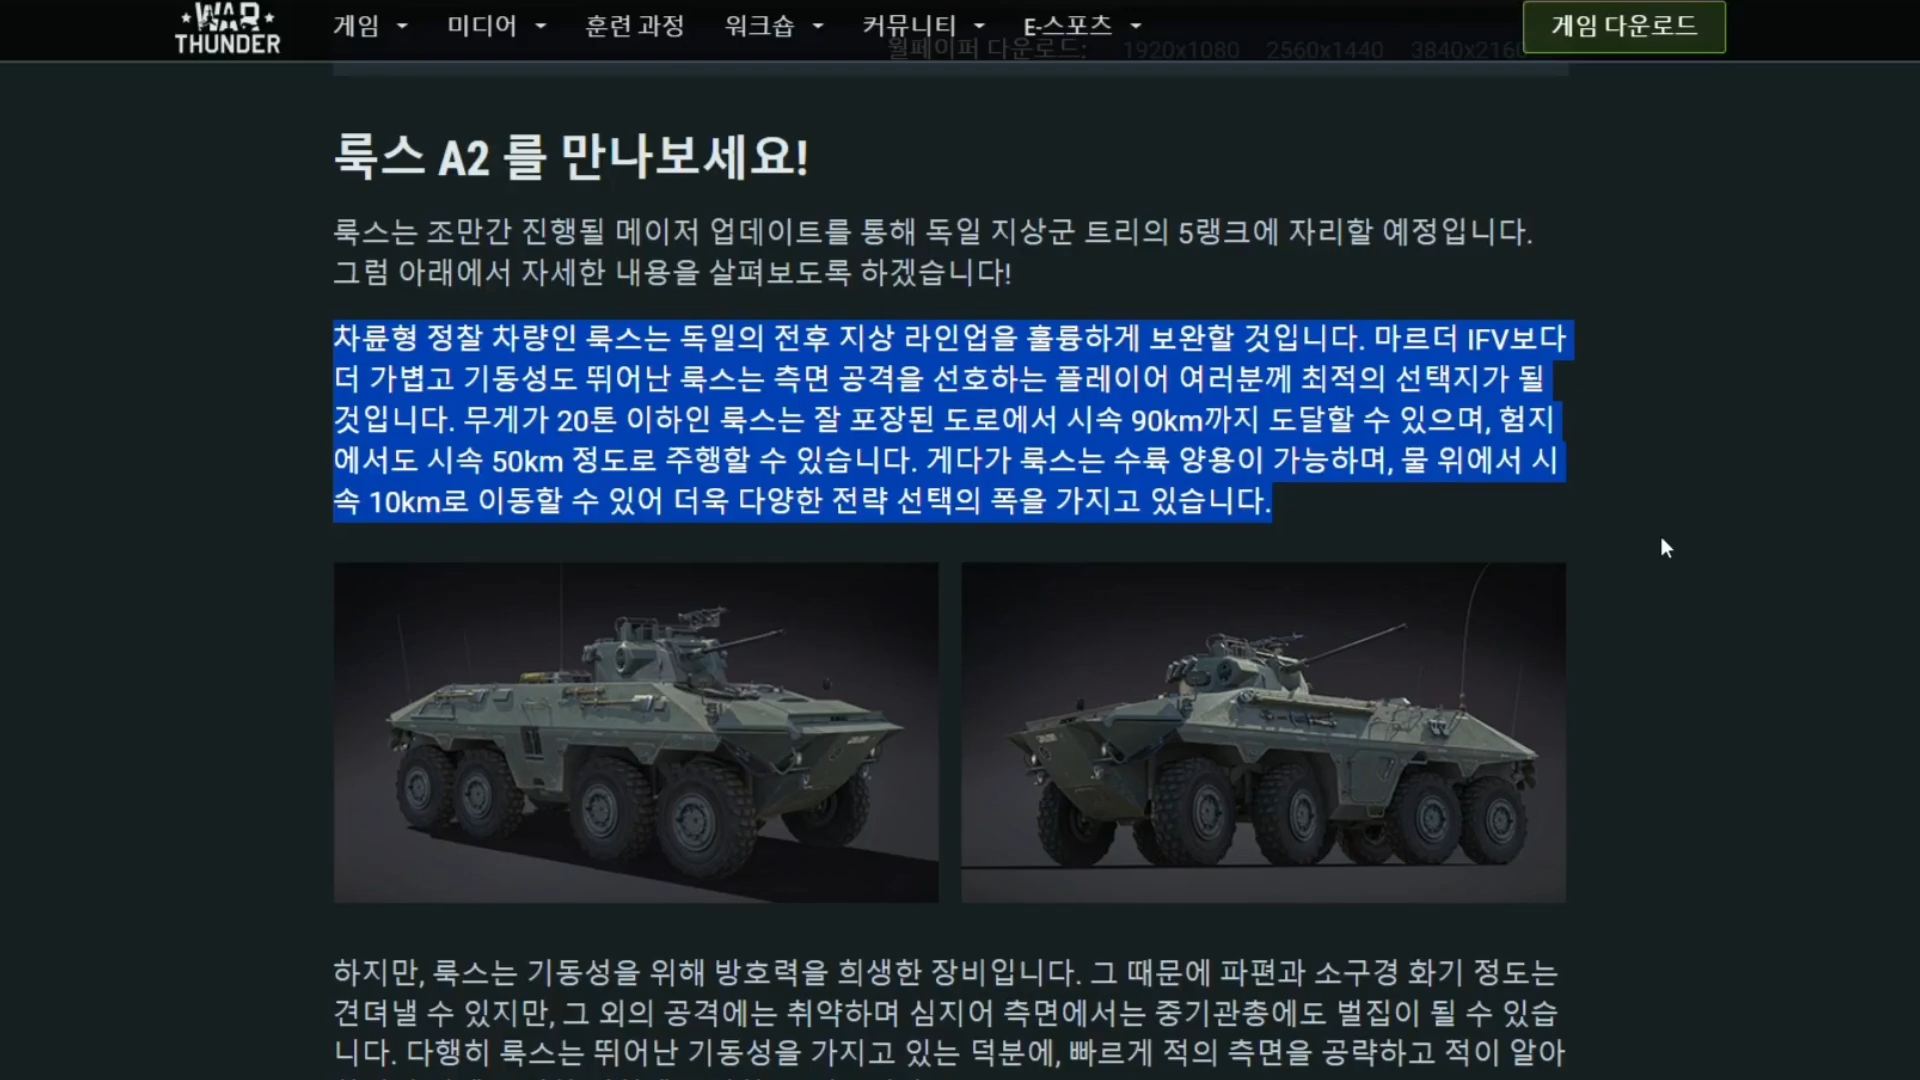 WAR
THUNDER
게임
미디어
훈련 과정
워크숍
커뮤니티
E-스포츠
게임 다운로드
월페이퍼 다운로드: 1920x1080 2560x1440 3840x2160
룩스 A2 를 만나보세요!
룩스는 조만간 진행될 메이저 업데이트를 통해 독일 지상군 트리의 5랭크에 자리할 예정입니다.
그럼 아래에서 자세한 내용을 살펴보도록 하겠습니다!
차륜형 정찰 차량인 룩스는 독일의 전후 지상 라인업을 훌륭하게 보완할 것입니다. 마르더 IFV보다
더 가볍고 기동성도 뛰어난 룩스는 측면 공격을 선호하는 플레이어 여러분께 최적의 선택지가 될
것입니다. 무게가 20톤 이하인 룩스는 잘 포장된 도로에서 시속 90km까지 도달할 수 있으며, 험지
에서도 시속 50km 정도로 주행할 수 있습니다. 게다가 룩스는 수륙 양용이 가능하며, 물 위에서 시
속 10km로 이동할 수 있어 더욱 다양한 전략 선택의 폭을 가지고 있습니다.
하지만, 룩스는 기동성을 위해 방호력을 희생한 장비입니다. 그 때문에 파편과 소구경 화기 정도는
견뎌낼 수 있지만, 그 외의 공격에는 취약하며 심지어 측면에서는 중기관총에도 벌집이 될 수 있습
니다. 다행히 룩스는 뛰어난 기동성을 가지고 있는 덕분에, 빠르게 적의 측면을 공략하고 적이 알아